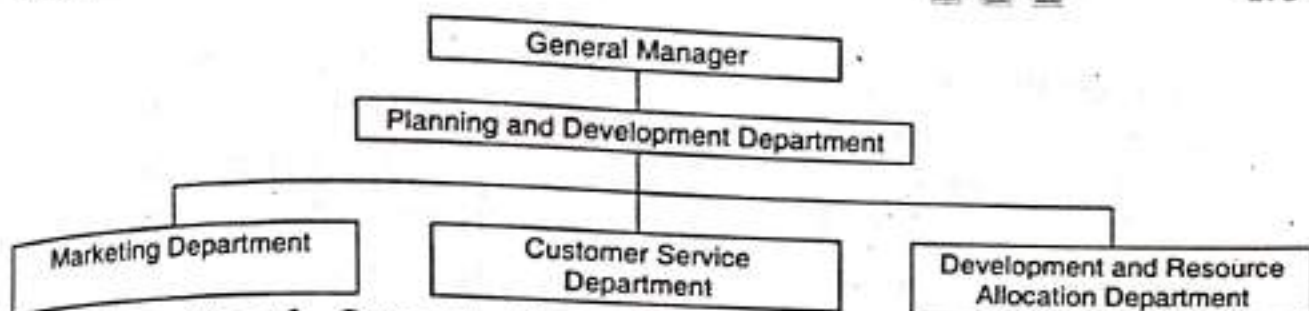 General Manager
Planning and Development Department
Marketing Department
Customer Service
Department
Development and Resource
Allocation Department